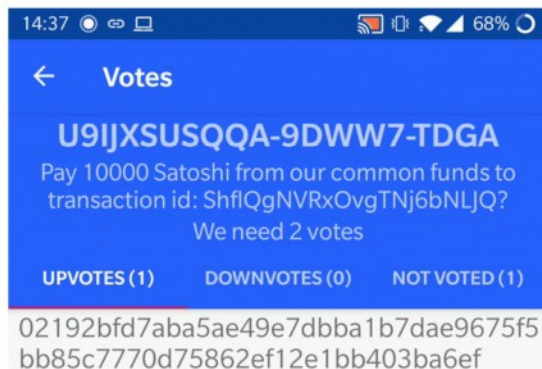 14:37 68%
Votes
U9IJXSUSQQA-9DWW7-TDGA
Pay 10000 Satoshi from our common funds to
transaction id: ShflQgNVRxOvgTNj6bNLJQ?
We need 2 votes
UPVOTES (1) DOWNVOTES (0) NOT VOTED (1)
02192bfd7aba5ae49e7dbba1b7dae9675f5
bb85c7770d75862ef12e1bb403ba6ef